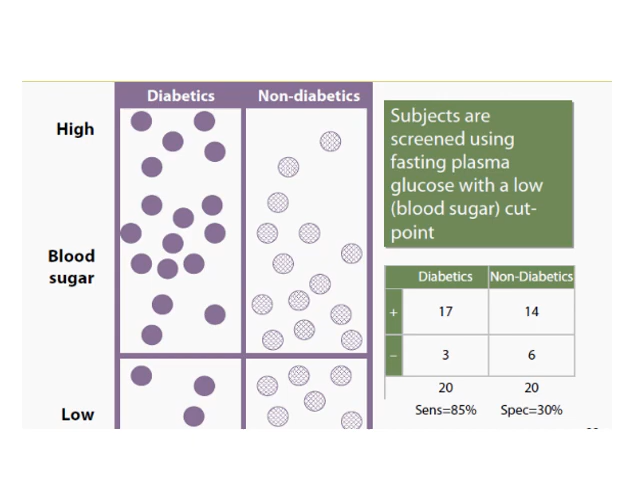 Diabetics Non-diabetics
High
Blood
sugar
Low
Subjects are
screened using
fasting plasma
glucose with a low
(blood sugar) cut-
point
Diabetics Non-Diabetics
+ 17 14
– 3 6
20 20
Sens=85% Spec=30%